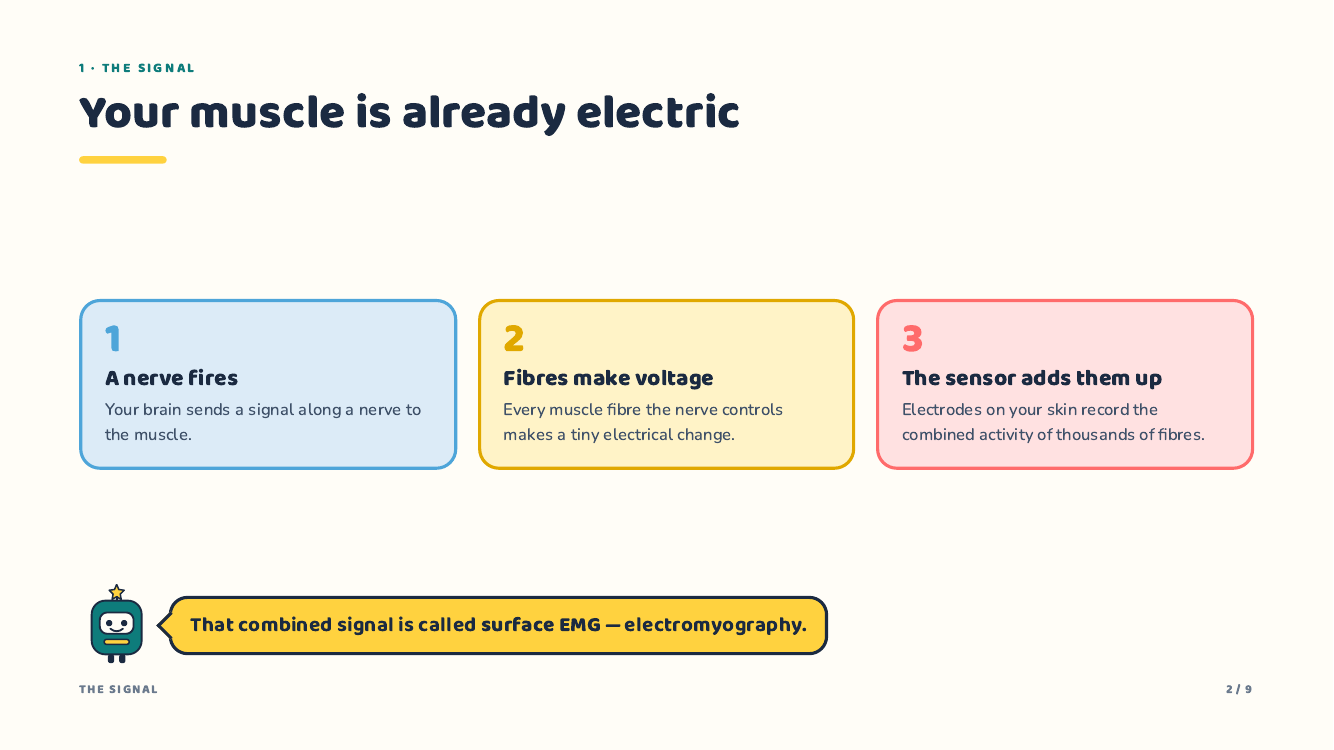 1 · THE SIGNAL
Your muscle is already electric
1
A nerve fires
Your brain sends a signal along a nerve to
the muscle.
2
Fibres make voltage
Every muscle fibre the nerve controls
makes a tiny electrical change.
3
The sensor adds them up
Electrodes on your skin record the
combined activity of thousands of fibres.
That combined signal is called surface EMG — electromyography.
THE SIGNAL
2 / 9